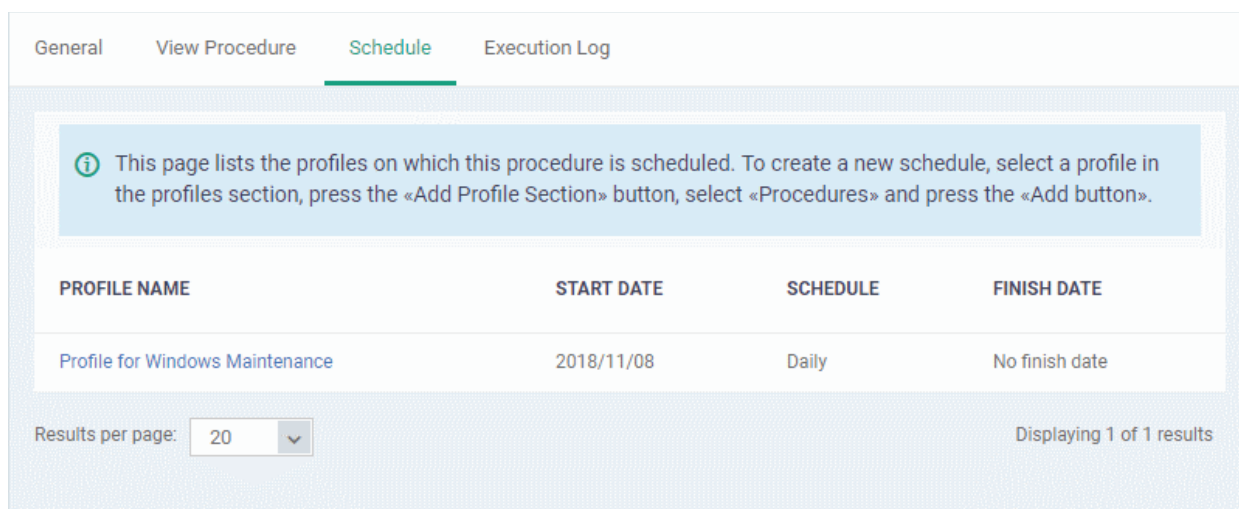 General View Procedure Schedule Execution Log
This page lists the profiles on which this procedure is scheduled. To create a new schedule, select a profile in
the profiles section, press the «Add Profile Section» button, select «Procedures» and press the «Add button».
PROFILE NAME START DATE SCHEDULE FINISH DATE
Profile for Windows Maintenance 2018/11/08 Daily No finish date
Results per page: 20 Displaying 1 of 1 results